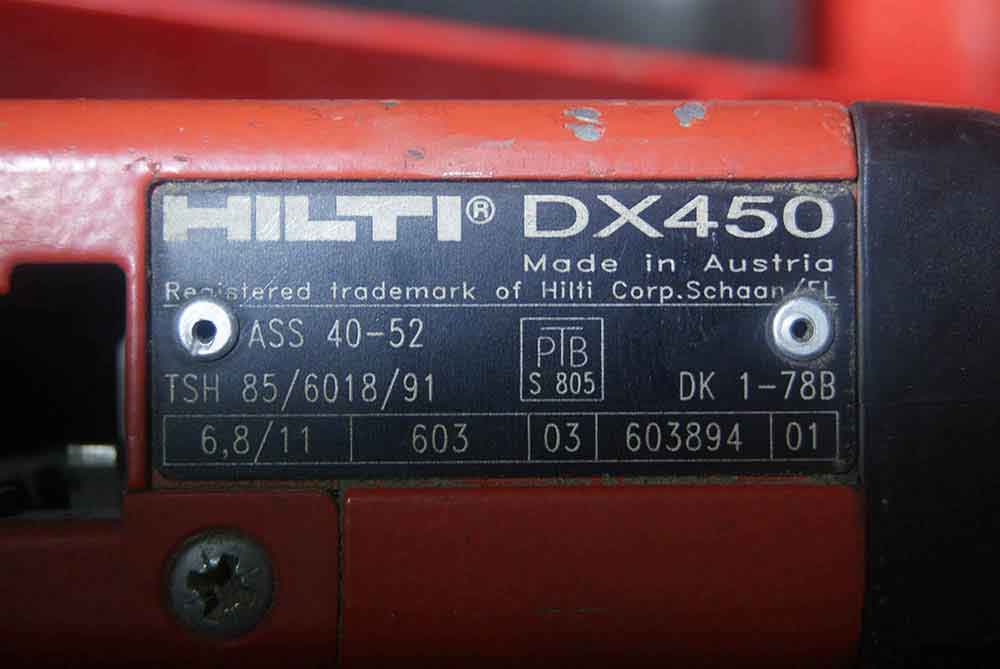 HILTI® DX450
Made in Austria
Registered trademark of Hilti Corp.Schaan/FL
ASS 40-52
TSH 85/6018/91
PTB
S 805
DK 1-78B
6,8/11 603 03 603894 01